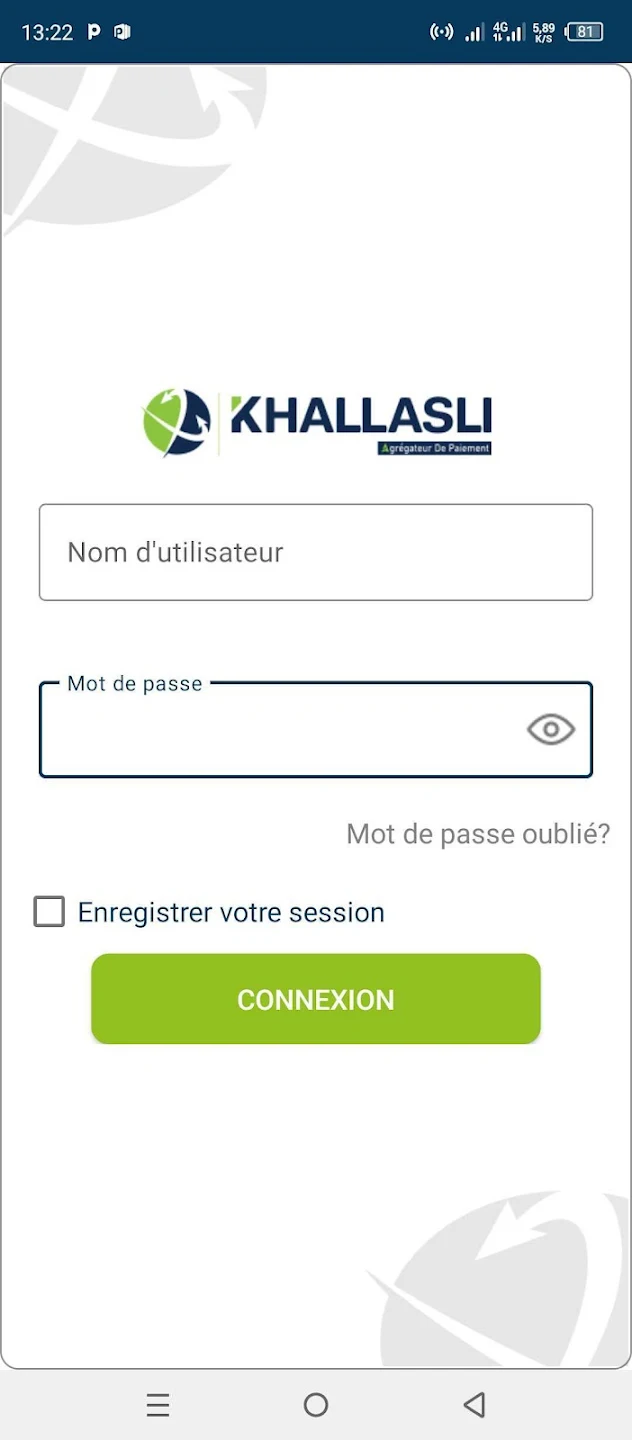 13:22 4G 5,89 K/S 81
KHALLASLI
Agrégateur De Paiement
Nom d'utilisateur
Mot de passe
Mot de passe oublié?
Enregistrer votre session
CONNEXION